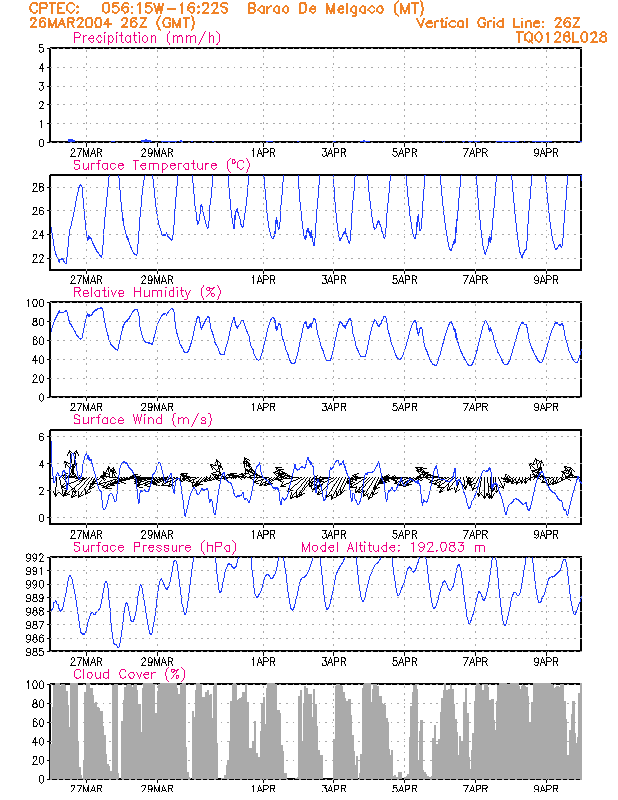 CPTEC: 056:15W-16:22S Barao De Melgaco (MT)
26MAR2004 26Z (GMT) Vertical Grid Line: 26Z
Precipitation (mm/h) TQ0126L028
5
4
3
2
1
0
27MAR 29MAR 1APR 3APR 5APR 7APR 9APR
Surface Temperature (°C)
28
26
24
22
27MAR 29MAR 1APR 3APR 5APR 7APR 9APR
Relative Humidity (%)
100
80
60
40
20
0
27MAR 29MAR 1APR 3APR 5APR 7APR 9APR
Surface Wind (m/s)
6
4
2
0
27MAR 29MAR 1APR 3APR 5APR 7APR 9APR
Surface Pressure (hPa) Model Altitude: 192.083 m
992
991
990
989
988
987
986
985
27MAR 29MAR 1APR 3APR 5APR 7APR 9APR
Cloud Cover (%)
100
80
60
40
20
0
27MAR 29MAR 1APR 3APR 5APR 7APR 9APR